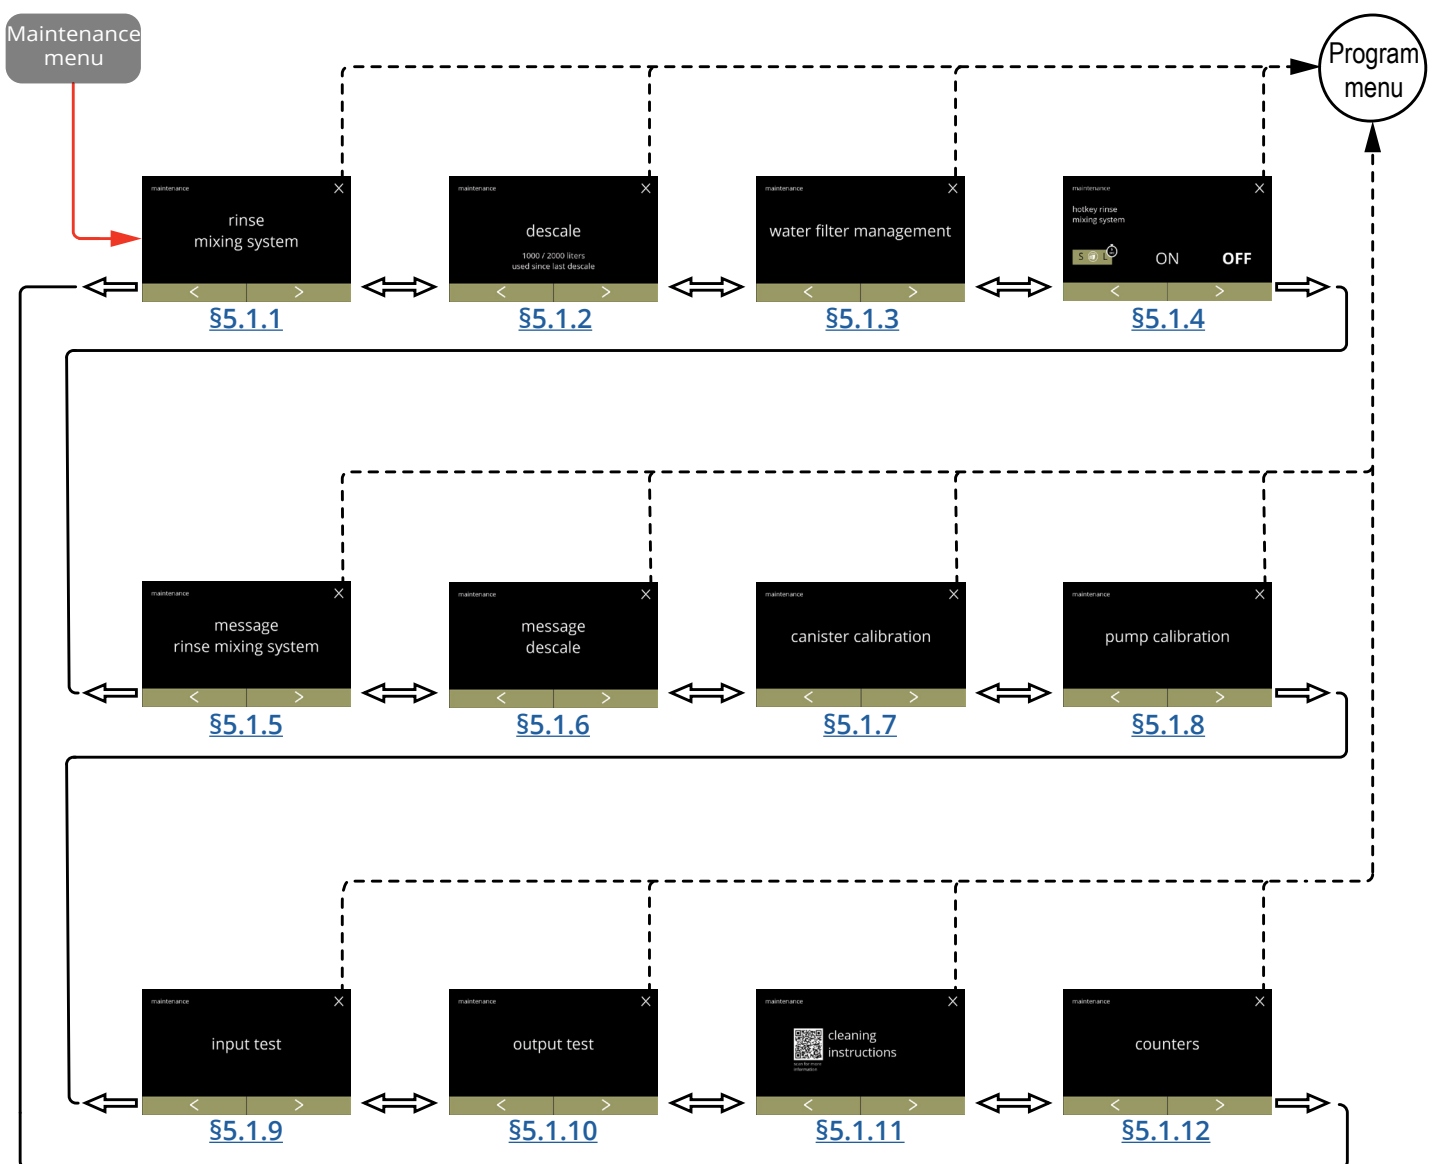 Maintenance
menu
Program
menu
maintenance
X
rinse
mixing system
<
>
§5.1.1
maintenance
X
descale
1000 / 2000 liters
used since last descale
<
>
§5.1.2
maintenance
X
water filter management
<
>
§5.1.3
maintenance
X
hotkey rinse
mixing system
S L
ON
OFF
<
>
§5.1.4
maintenance
X
message
rinse mixing system
<
>
§5.1.5
maintenance
X
message
descale
<
>
§5.1.6
maintenance
X
canister calibration
<
>
§5.1.7
maintenance
X
pump calibration
<
>
§5.1.8
maintenance
X
input test
<
>
§5.1.9
maintenance
X
output test
<
>
§5.1.10
maintenance
X
cleaning
instructions
scan for more
information
<
>
§5.1.11
maintenance
X
counters
<
>
§5.1.12